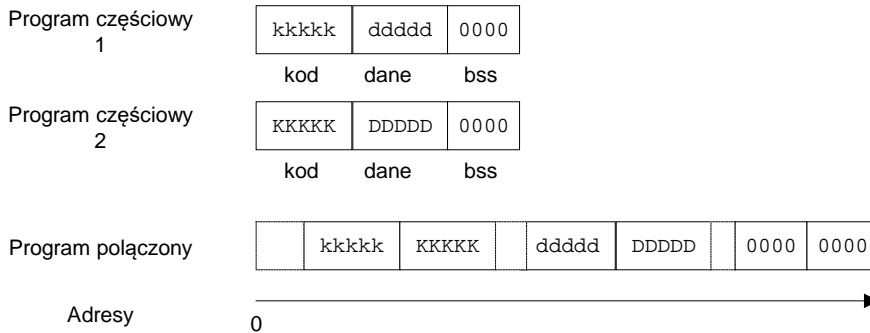 Program częściowy
1
kkkkk ddddd 0000
kod dane bss
Program częściowy
2
KKKKK DDDDD 0000
kod dane bss
Program polączony kkkkk KKKKK ddddd DDDDD 0000 0000
Adresy 0